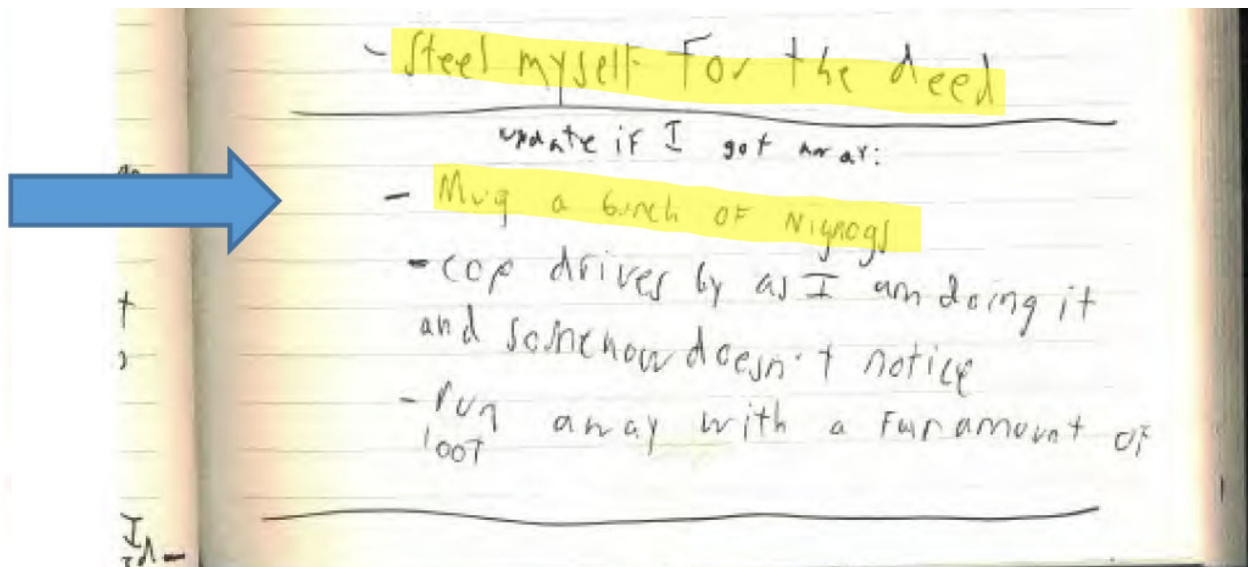 - Steel myself For the deed
update if I got away:
- Mug a bunch of Nignogs
- cop drives by as I am doing it
and somehow doesn't notice
- run away with a Fair amount of
loot
I